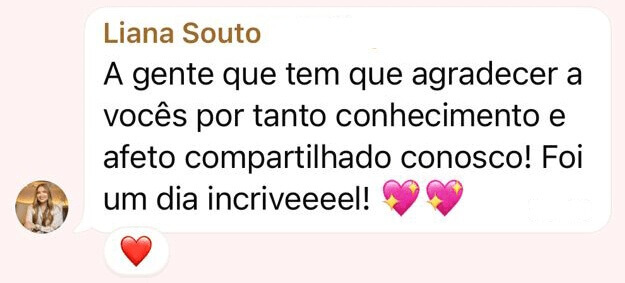 Liana Souto
A gente que tem que agradecer a
vocês por tanto conhecimento e
afeto compartilhado conosco! Foi
um dia incriveeeel! 💖💖
❤️